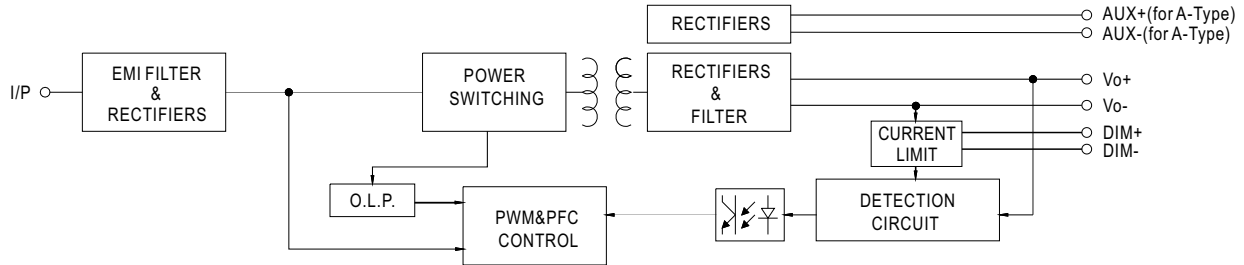 RECTIFIERS
AUX+(for A-Type)
AUX-(for A-Type)
I/P
EMI FILTER
&
RECTIFIERS
POWER
SWITCHING
RECTIFIERS
&
FILTER
Vo+
Vo-
CURRENT
LIMIT
DIM+
DIM-
O.L.P.
PWM&PFC
CONTROL
DETECTION
CIRCUIT